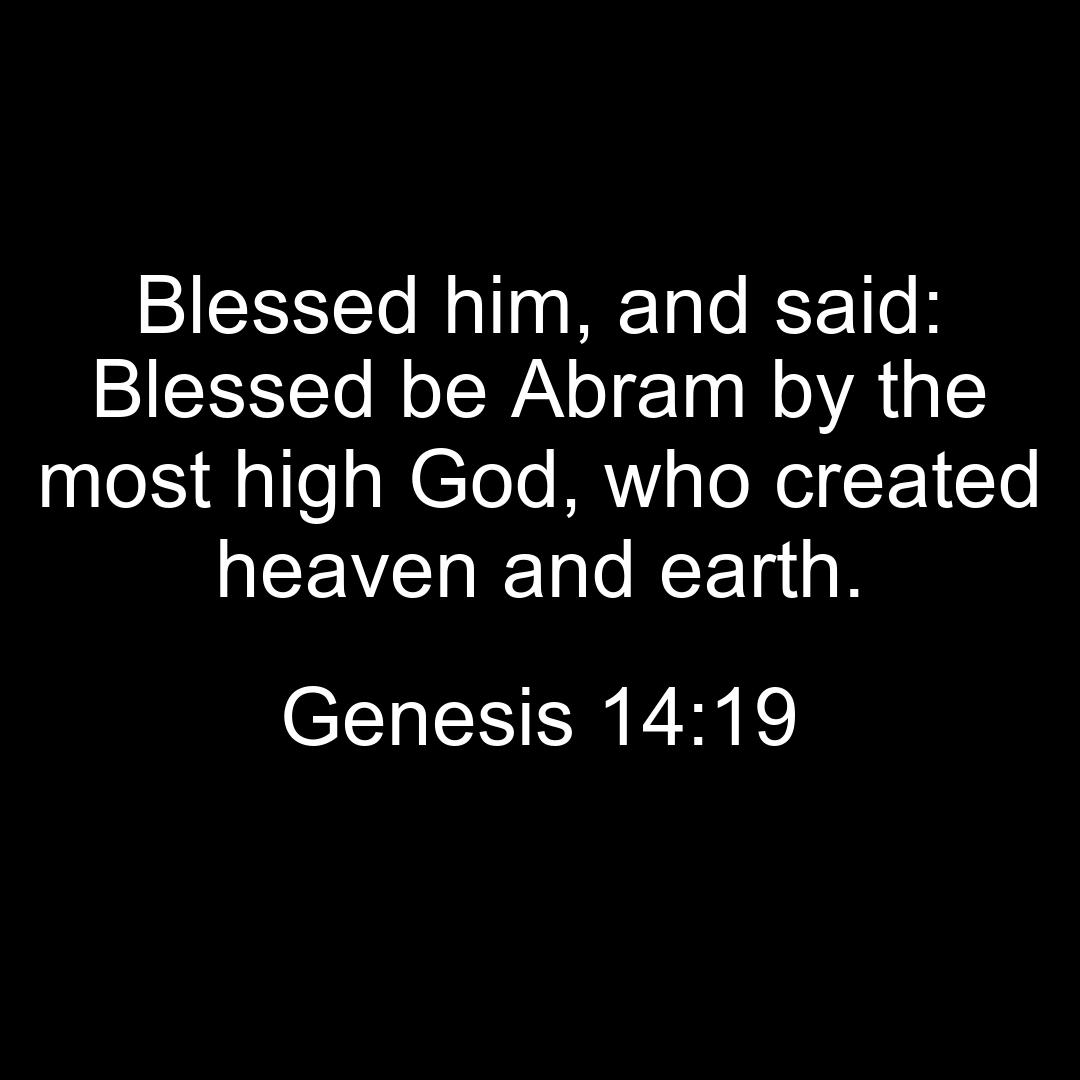 Blessed him, and said:
Blessed be Abram by the
most high God, who created
heaven and earth.
Genesis 14:19